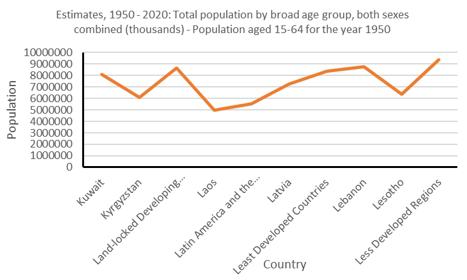 Estimates, 1950 - 2020: Total population by broad age group, both sexes
combined (thousands) - Population aged 15-64 for the year 1950
Population
10000000
9000000
8000000
7000000
6000000
5000000
4000000
3000000
2000000
1000000
0
Kuwait
Kyrgyzstan
Land-locked Developing...
Laos
Latin America and the...
Latvia
Least Developed Countries
Lebanon
Lesotho
Less Developed Regions
Country